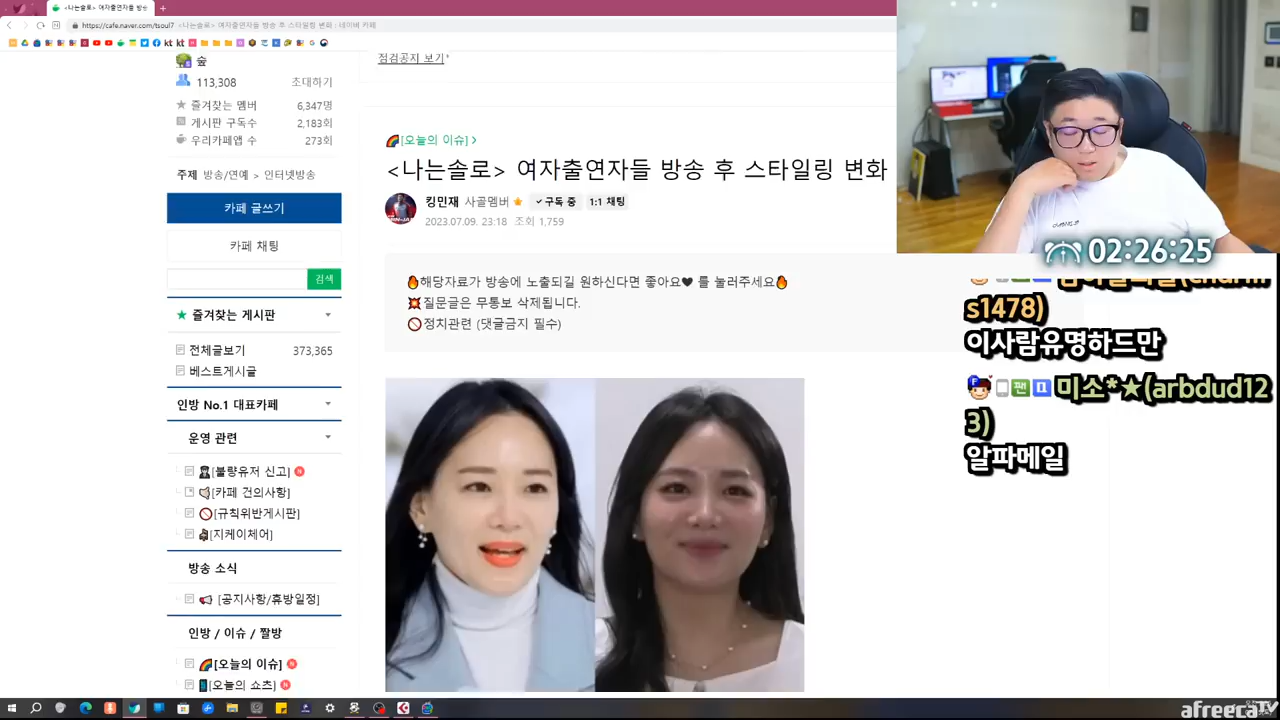 <나는솔로> 여자출연자들 방송
https://cafe.naver.com/tsoul7 <나는솔로> 여자출연자들 방송 후 스타일링 변화 : 네이버 카페
숲
113,308 초대하기
즐겨찾는 멤버 6,347명
게시판 구독수 2,183회
우리카페앱 수 273회
주제 방송/연예 > 인터넷방송
카페 글쓰기
카페 채팅
검색
즐겨찾는 게시판
전체글보기 373,365
베스트게시글
인방 No.1 대표카페
운영 관련
[불량유저 신고]
[카페 건의사항]
[규칙위반게시판]
[지케이체어]
방송 소식
[공지사항/휴방일정]
인방 / 이슈 / 짤방
[오늘의 이슈]
[오늘의 쇼츠]
점검공지 보기
[오늘의 이슈] >
<나는솔로> 여자출연자들 방송 후 스타일링 변화
킹민재 사골멤버 구독 중 1:1 채팅
2023.07.09. 23:18 조회 1,759
해당자료가 방송에 노출되길 원하신다면 좋아요🖤 를 눌러주세요
질문글은 무통보 삭제됩니다.
정치관련 (댓글금지 필수)
02:26:25
s1478)
이사람유명하드만
팬 미소*★(arbdud12
3)
알파메일
afreecaTV